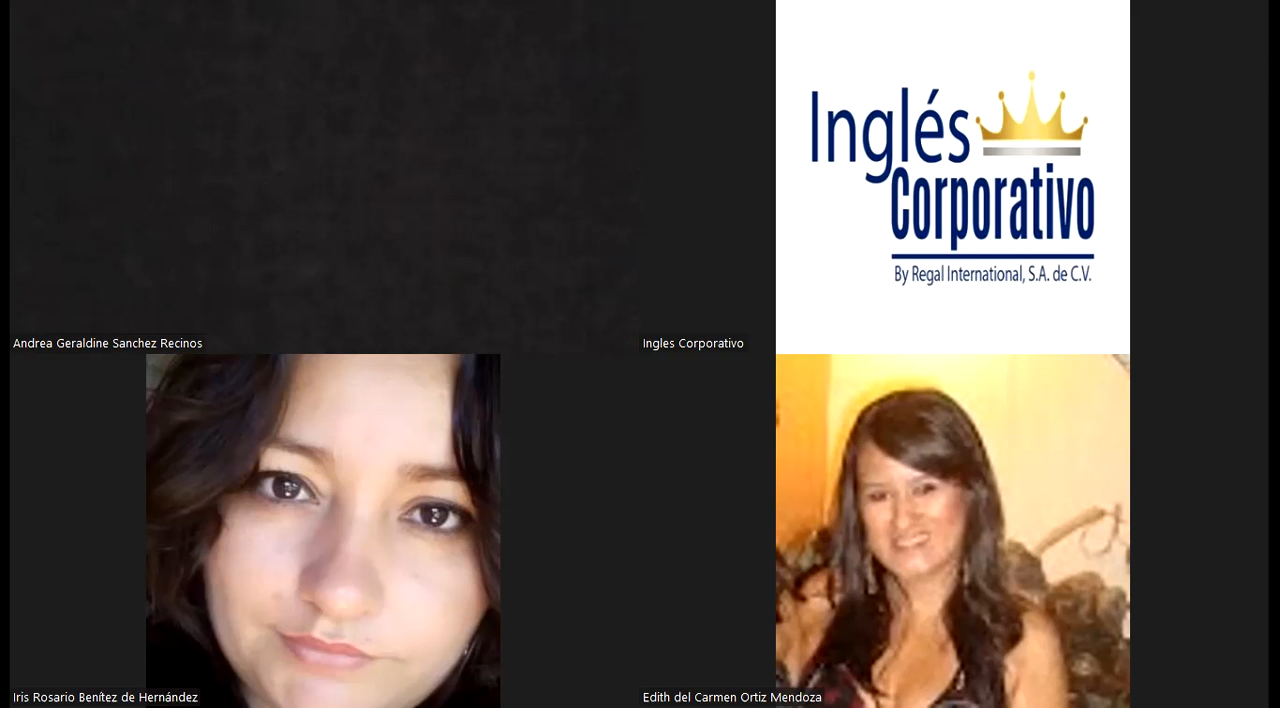 Inglés
Corporativo
By Regal International, S.A. de C.V.
Andrea Geraldine Sanchez Recinos
Ingles Corporativo
Iris Rosario Benítez de Hernández
Edith del Carmen Ortiz Mendoza